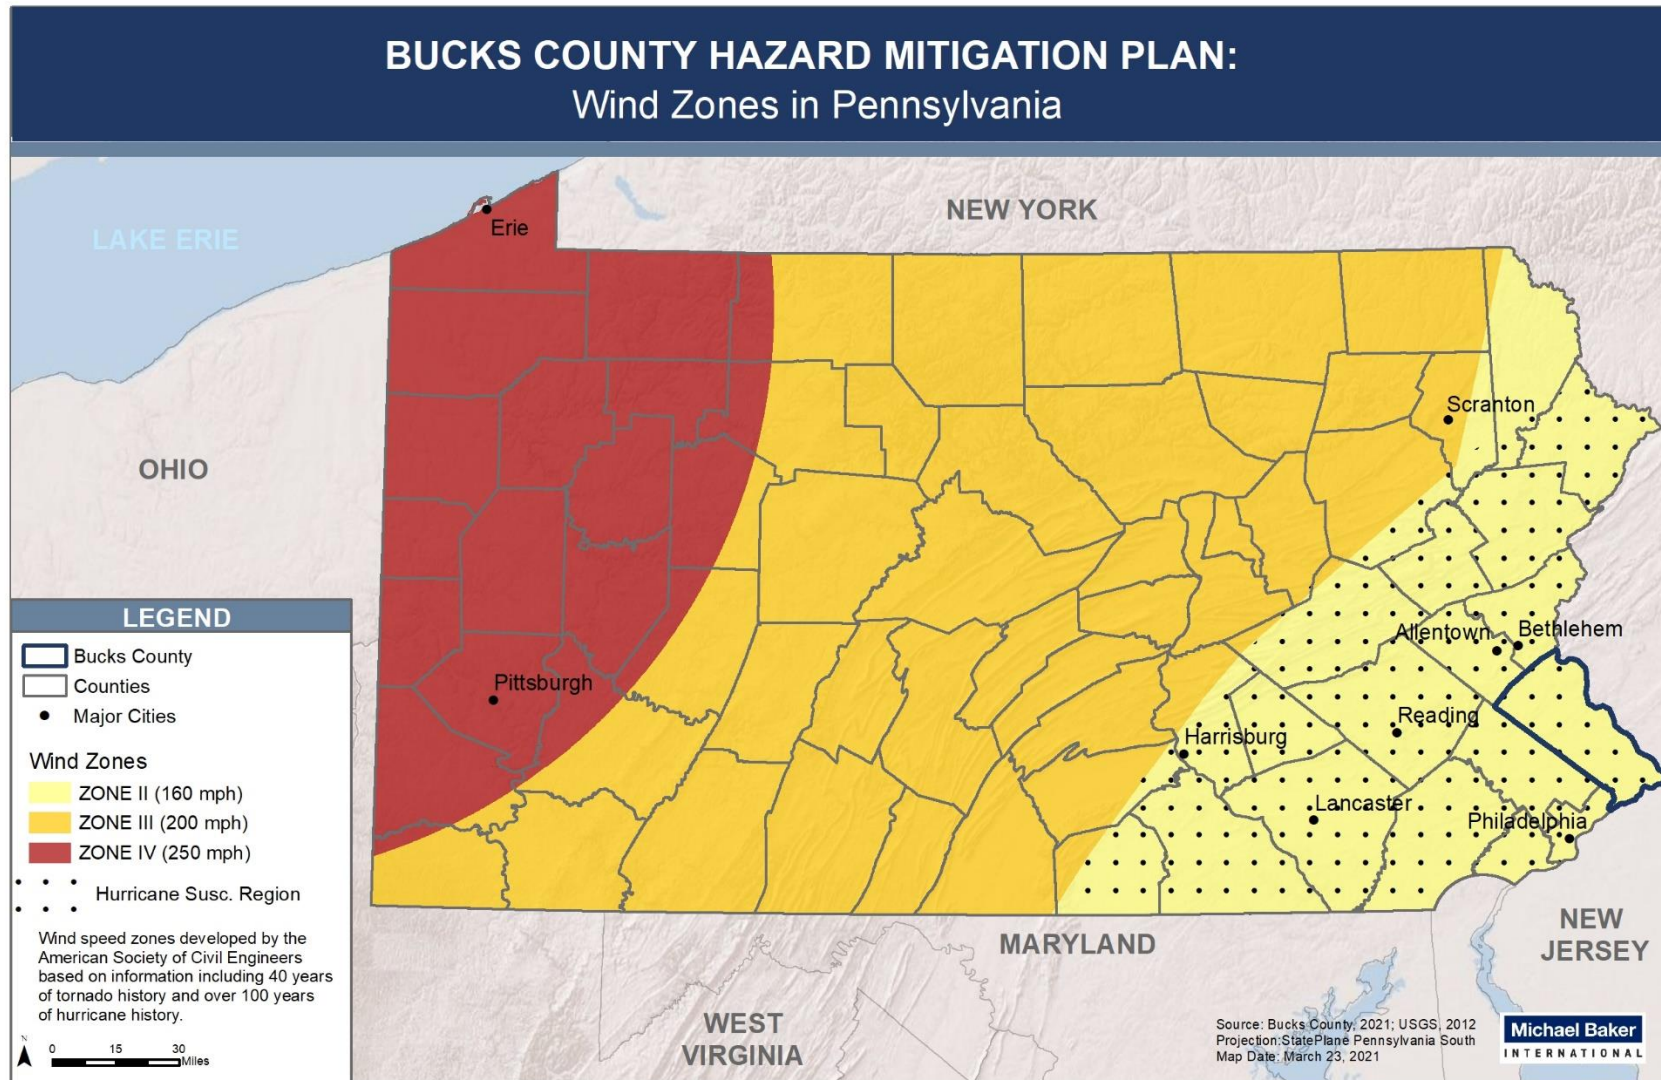 BUCKS COUNTY HAZARD MITIGATION PLAN:
Wind Zones in Pennsylvania
LAKE ERIE
Erie
NEW YORK
OHIO
Scranton
Allentown
Bethlehem
Pittsburgh
Reading
Harrisburg
Lancaster
Philadelphia
MARYLAND
NEW
JERSEY
WEST
VIRGINIA
LEGEND
Bucks County
Counties
Major Cities
Wind Zones
ZONE II (160 mph)
ZONE III (200 mph)
ZONE IV (250 mph)
Hurricane Susc. Region
Wind speed zones developed by the
American Society of Civil Engineers
based on information including 40 years
of tornado history and over 100 years
of hurricane history.
N
0 15 30
Miles
Source: Bucks County, 2021; USGS, 2012
Projection:StatePlane Pennsylvania South
Map Date: March 23, 2021
Michael Baker
INTERNATIONAL